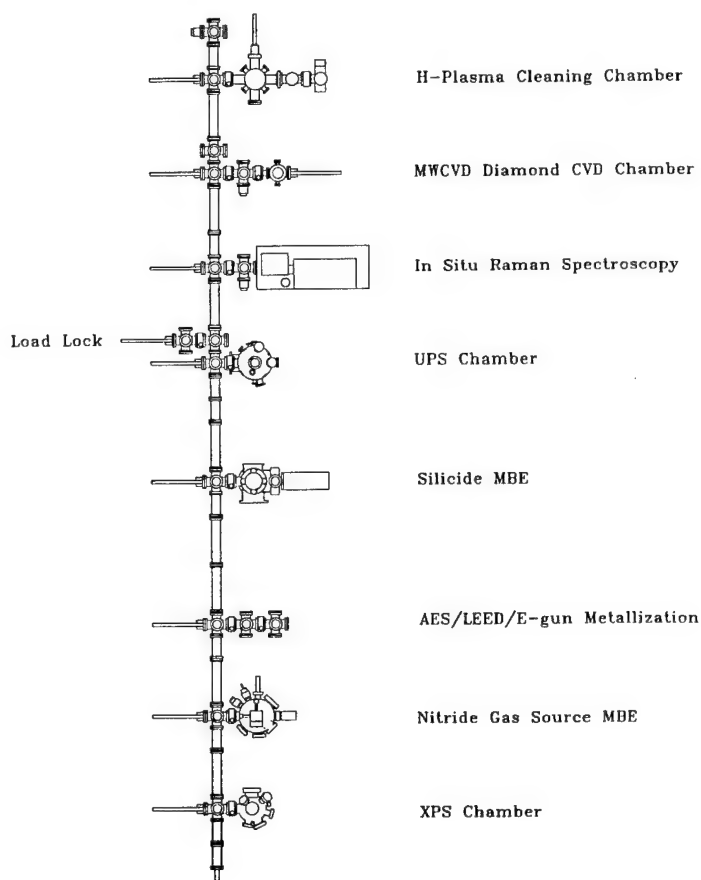 H-Plasma Cleaning Chamber
MWCVD Diamond CVD Chamber
In Situ Raman Spectroscopy
Load Lock
UPS Chamber
Silicide MBE
AES/LEED/E-gun Metallization
Nitride Gas Source MBE
XPS Chamber